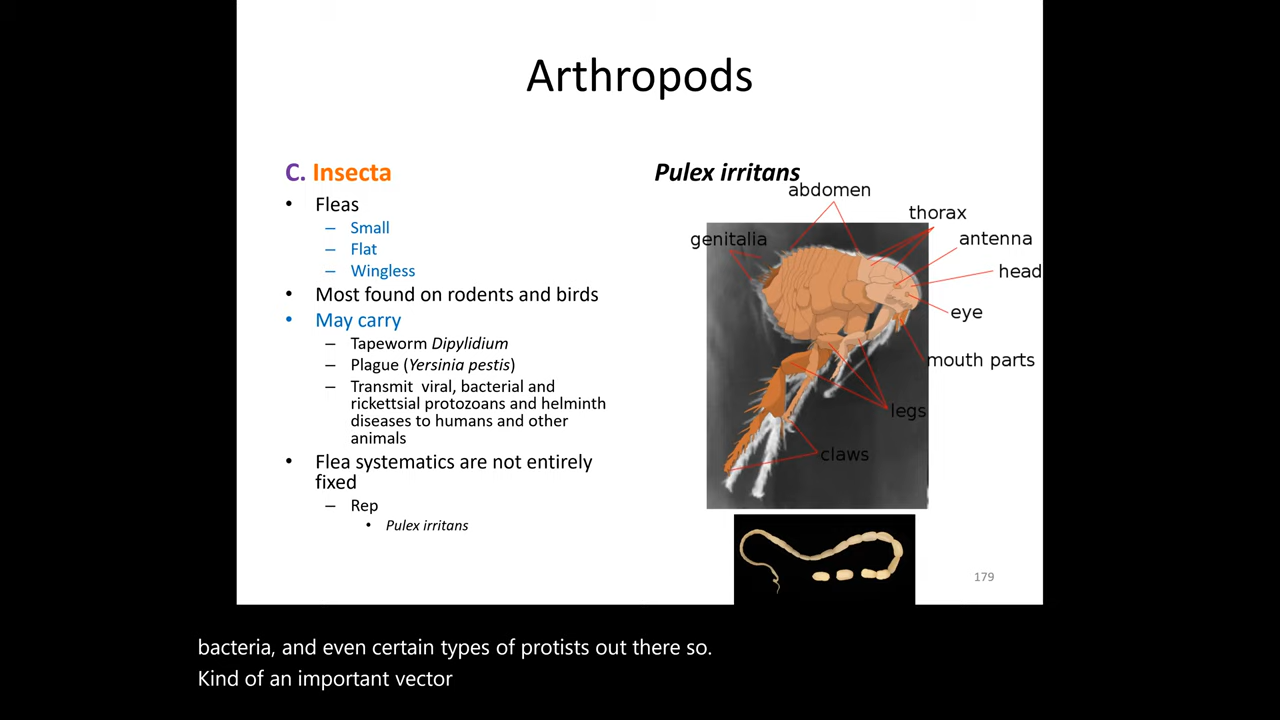 Arthropods
C. Insecta
• Fleas
– Small
– Flat
– Wingless
• Most found on rodents and birds
• May carry
– Tapeworm Dipylidium
– Plague (Yersinia pestis)
– Transmit viral, bacterial and
rickettsial protozoans and helminth
diseases to humans and other
animals
• Flea systematics are not entirely
fixed
– Rep
• Pulex irritans
Pulex irritans
abdomen
thorax
genitalia
antenna
head
eye
mouth parts
legs
claws
179
bacteria, and even certain types of protists out there so.
Kind of an important vector